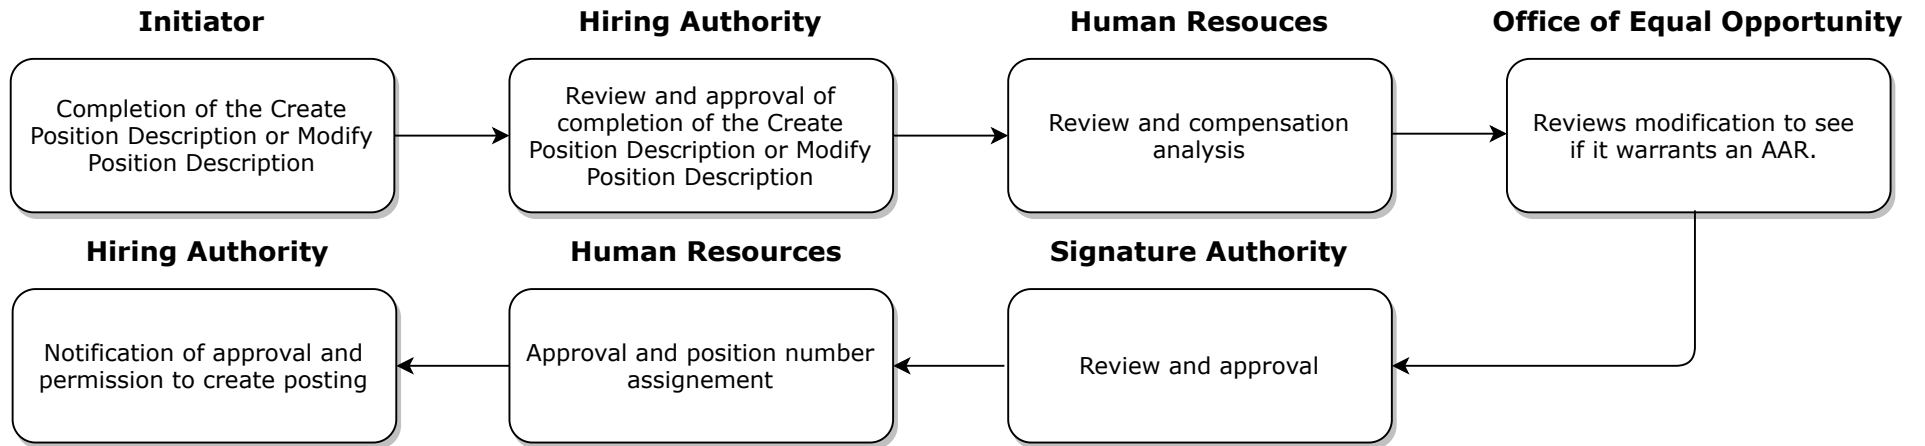 Initiator
Completion of the Create
Position Description or Modify
Position Description
Hiring Authority
Review and approval of
completion of the Create
Position Description or Modify
Position Description
Human Resouces
Review and compensation
analysis
Office of Equal Opportunity
Reviews modification to see
if it warrants an AAR.
Signature Authority
Review and approval
Human Resources
Approval and position number
assignement
Hiring Authority
Notification of approval and
permission to create posting